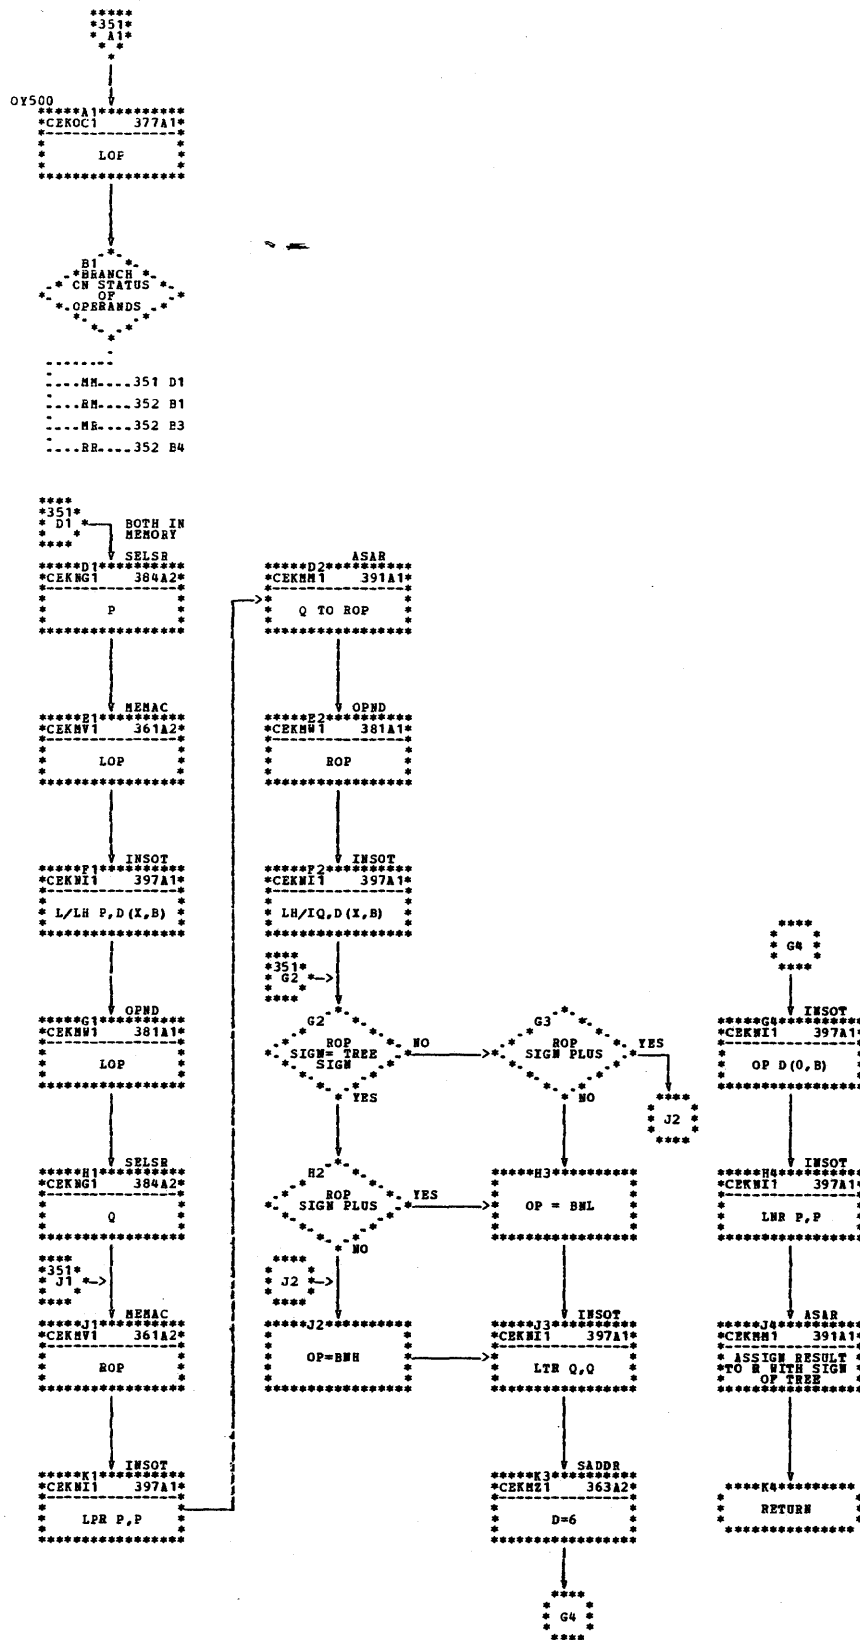 351
A1
OY500
A1
CEKOC1 377A1
LOP
B1
BRANCH
CN STATUS
OF
OPERANDS
....MM....351 D1
....RM....352 B1
....MR....352 B3
....RR....352 B4
351
D1
BOTH IN
MEMORY
SELSR
D1
CEKNG1 384A2
P
MEMAC
E1
CEKMV1 361A2
LOP
INSOT
F1
CEKNI1 397A1
L/LH P,D(X,B)
OPND
G1
CEKMW1 381A1
LOP
SELSR
H1
CEKNG1 384A2
Q
351
J1
MEMAC
J1
CEKMV1 361A2
ROP
INSOT
K1
CEKNI1 397A1
LPR P,P
ASAR
D2
CEKMM1 391A1
Q TO ROP
OPND
E2
CEKMW1 381A1
ROP
INSOT
F2
CEKNI1 397A1
LH/IQ,D(X,B)
351
G2
G2
ROP
SIGN= TREE
SIGN
NO
YES
H2
ROP
SIGN PLUS
YES
NO
J2
J2
OP=BNH
G3
ROP
SIGN PLUS
YES
NO
J2
H3
OP = BNL
INSOT
J3
CEKNI1 397A1
LTR Q,Q
SADDR
K3
CEKMZ1 363A2
D=6
G4
G4
INSOT
G4
CEKNI1 397A1
OP D(0,B)
INSOT
H4
CEKNI1 397A1
LNR P,P
ASAR
J4
CEKMM1 391A1
ASSIGN RESULT
TO R WITH SIGN
OF TREE
K4
RETURN